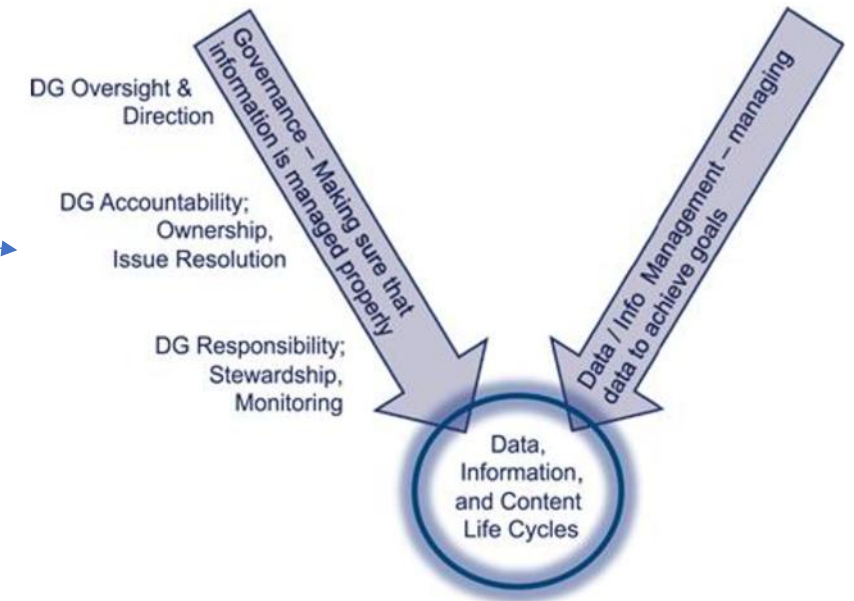 DG Oversight &
Direction
DG Accountability;
Ownership,
Issue Resolution
DG Responsibility;
Stewardship,
Monitoring
Governance – Making sure that
information is managed properly
Data / Info Management – managing
data to achieve goals
Data,
Information,
and Content
Life Cycles